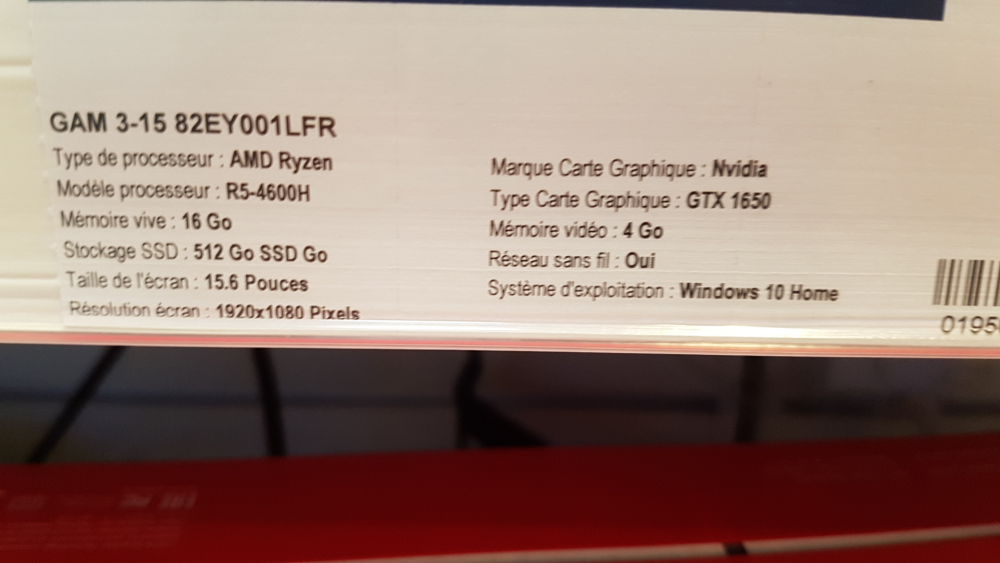 GAM 3-15 82EY001LFR
Type de processeur : AMD Ryzen
Modèle processeur : R5-4600H
Mémoire vive : 16 Go
Stockage SSD : 512 Go SSD Go
Taille de l'écran : 15.6 Pouces
Résolution écran : 1920x1080 Pixels
Marque Carte Graphique : Nvidia
Type Carte Graphique : GTX 1650
Mémoire vidéo : 4 Go
Réseau sans fil : Oui
Système d'exploitation : Windows 10 Home